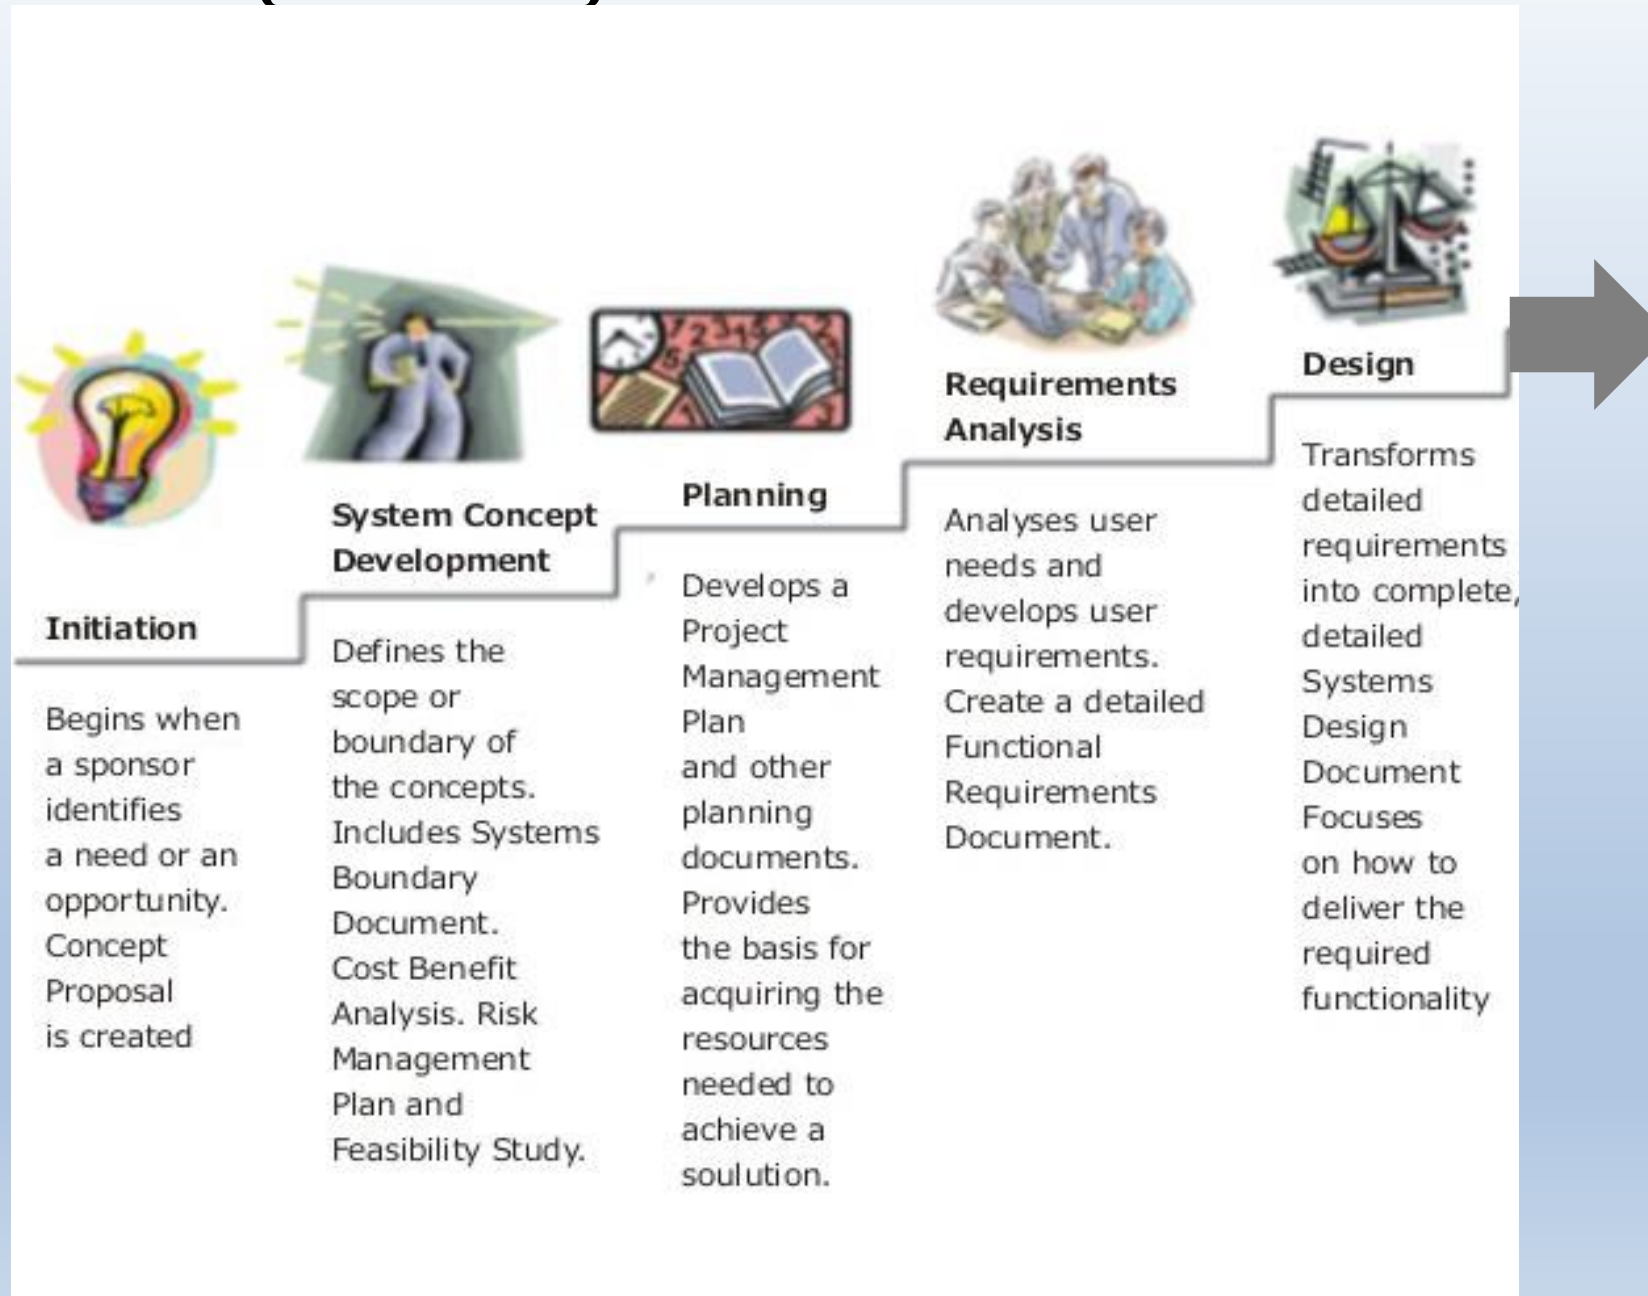 Initiation
Begins when
a sponsor
identifies
a need or an
opportunity.
Concept
Proposal
is created
System Concept
Development
Defines the
scope or
boundary of
the concepts.
Includes Systems
Boundary
Document.
Cost Benefit
Analysis. Risk
Management
Plan and
Feasibility Study.
Planning
Develops a
Project
Management
Plan
and other
planning
documents.
Provides
the basis for
acquiring the
resources
needed to
achieve a
soulution.
Requirements
Analysis
Analyses user
needs and
develops user
requirements.
Create a detailed
Functional
Requirements
Document.
Design
Transforms
detailed
requirements
into complete,
detailed
Systems
Design
Document
Focuses
on how to
deliver the
required
functionality